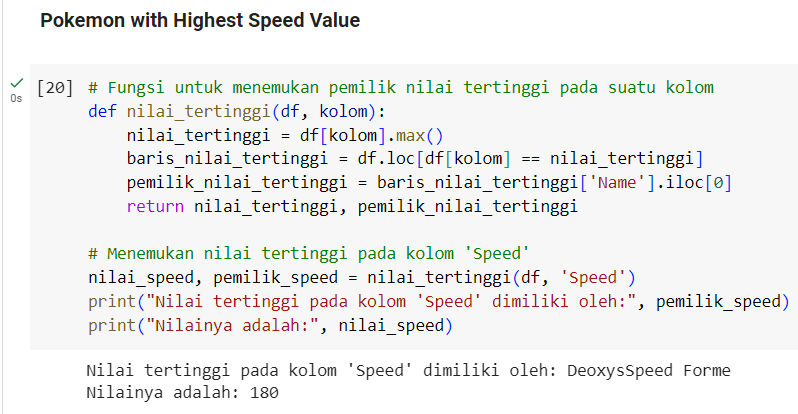 Pokemon with Highest Speed Value
[20] # Fungsi untuk menemukan pemilik nilai tertinggi pada suatu kolom
0s
def nilai_tertinggi(df, kolom):
    nilai_tertinggi = df[kolom].max()
    baris_nilai_tertinggi = df.loc[df[kolom] == nilai_tertinggi]
    pemilik_nilai_tertinggi = baris_nilai_tertinggi['Name'].iloc[0]
    return nilai_tertinggi, pemilik_nilai_tertinggi
# Menemukan nilai tertinggi pada kolom 'Speed'
nilai_speed, pemilik_speed = nilai_tertinggi(df, 'Speed')
print("Nilai tertinggi pada kolom 'Speed' dimiliki oleh:", pemilik_speed)
print("Nilainya adalah:", nilai_speed)
Nilai tertinggi pada kolom 'Speed' dimiliki oleh: DeoxysSpeed Forme
Nilainya adalah: 180